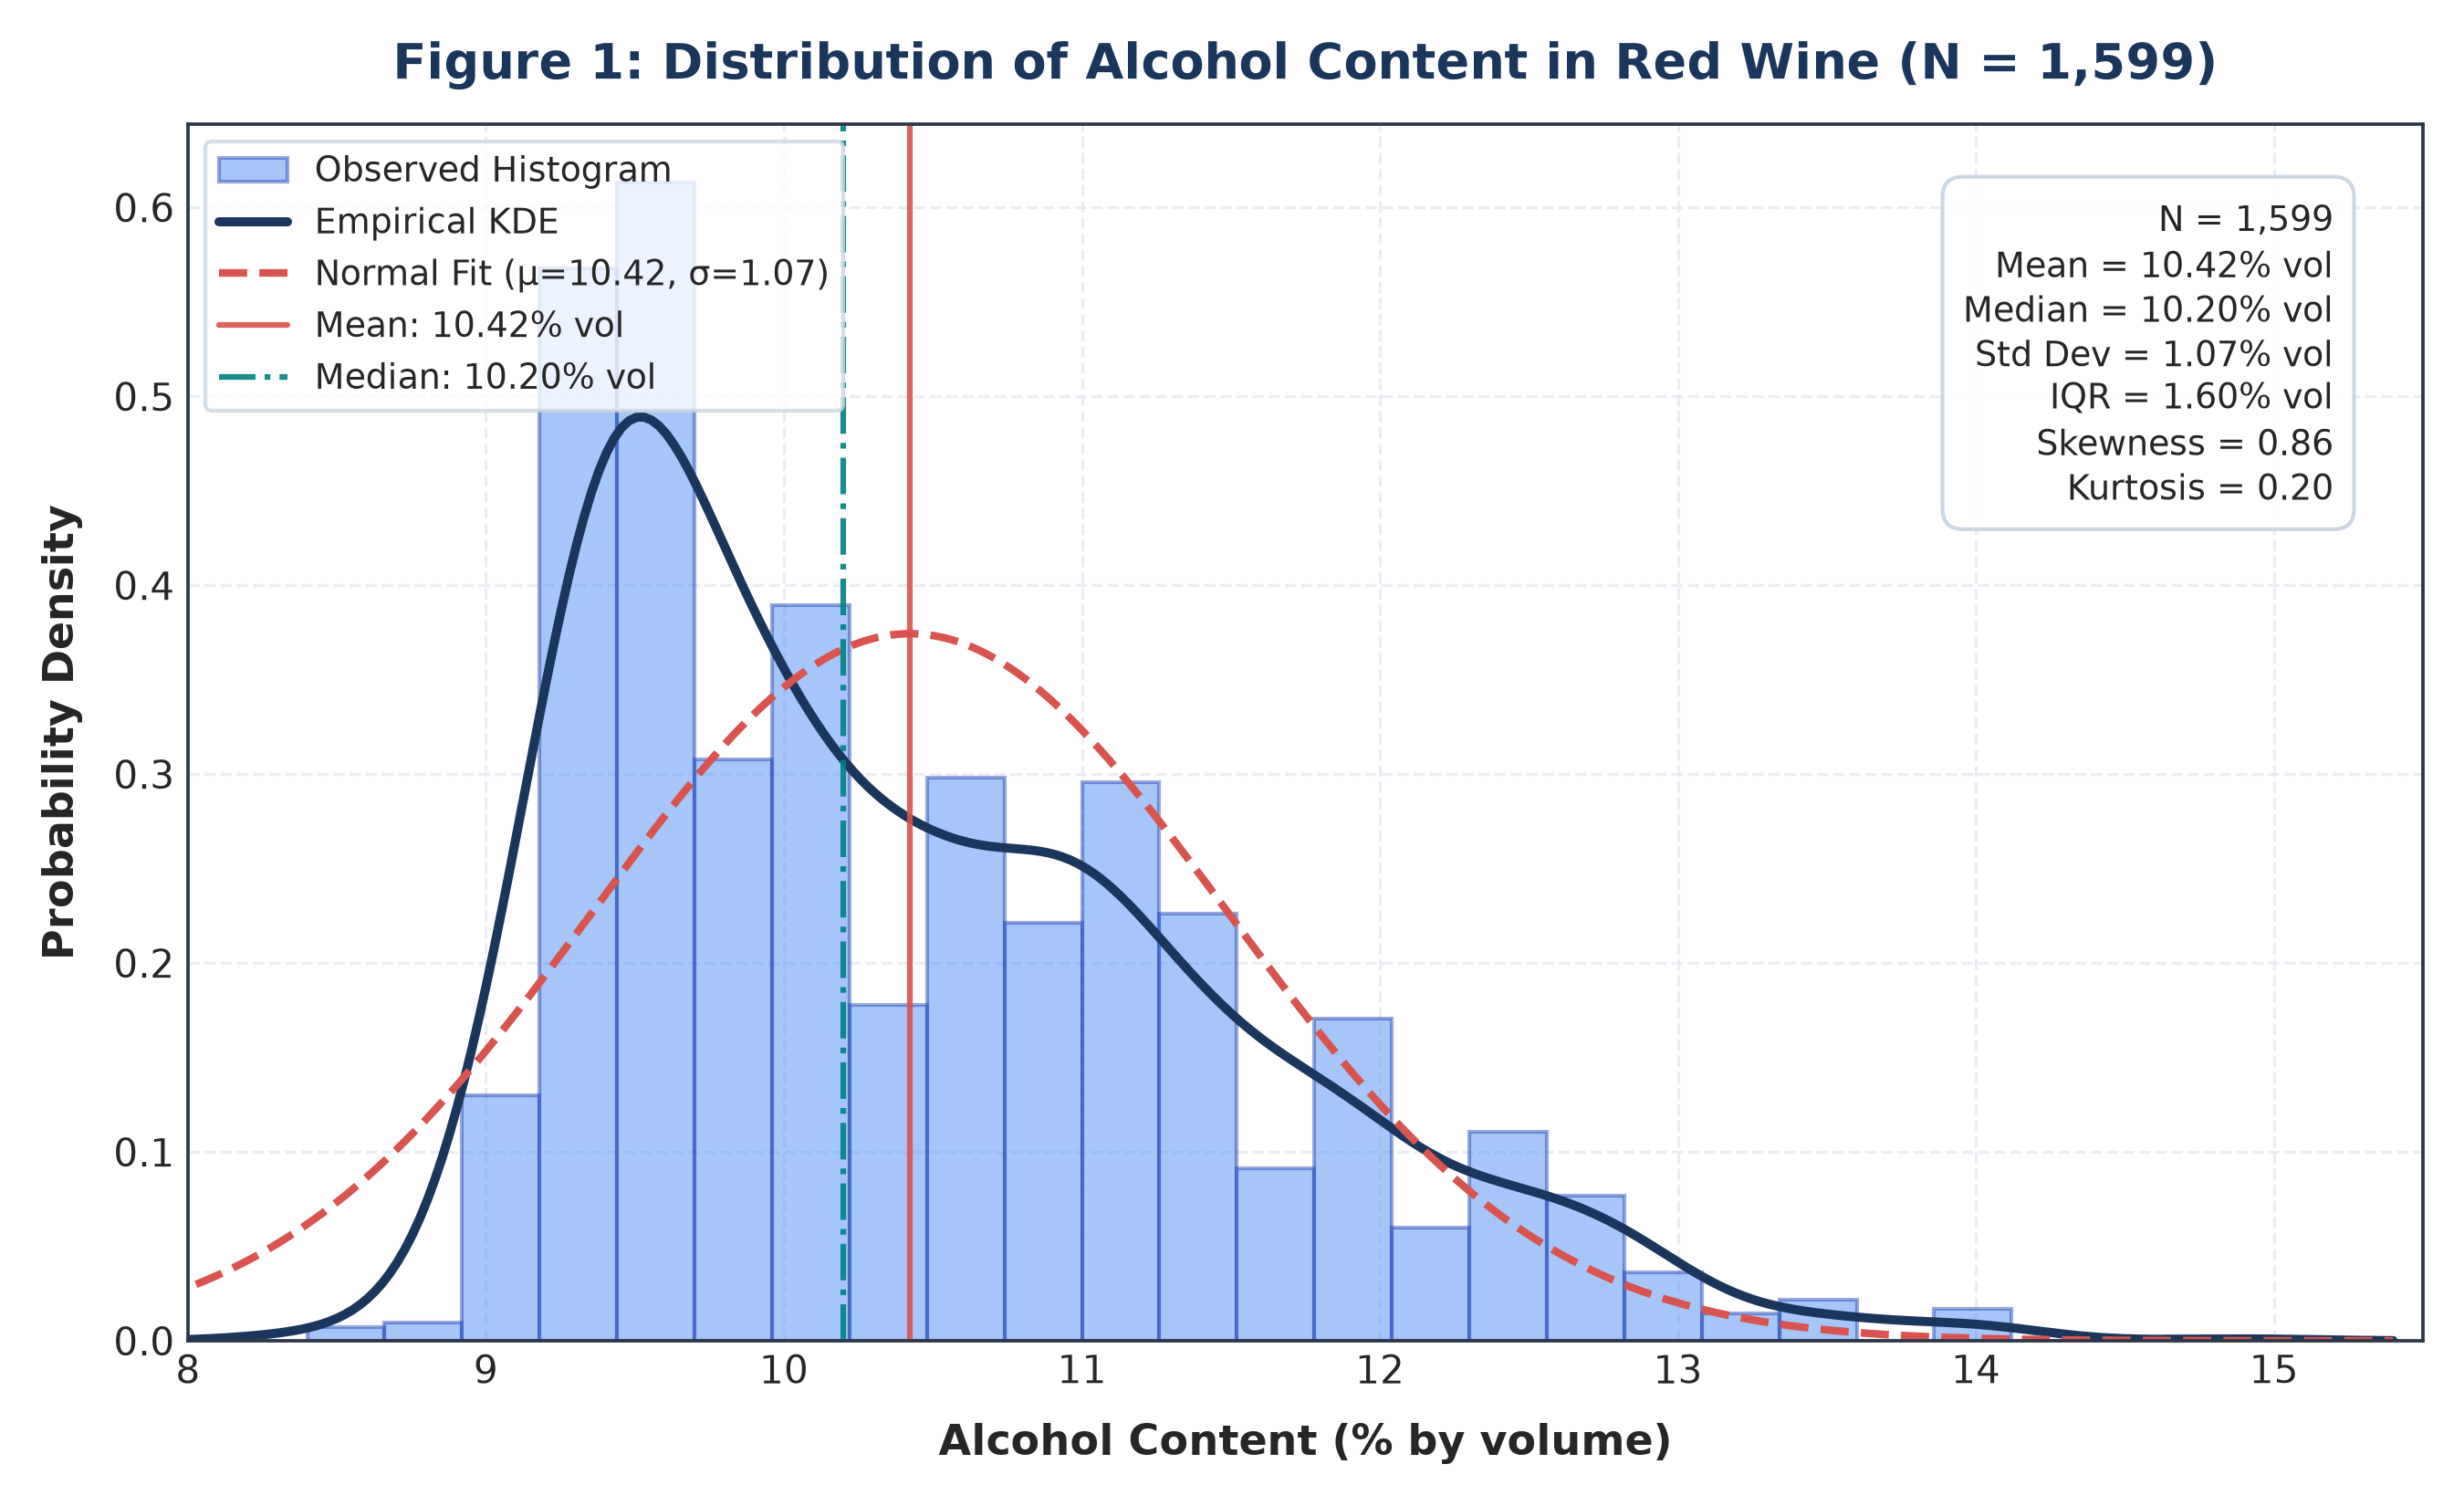 Figure 1: Distribution of Alcohol Content in Red Wine (N = 1,599)
Observed Histogram
Empirical KDE
Normal Fit (μ=10.42, σ=1.07)
Mean: 10.42% vol
Median: 10.20% vol
N = 1,599
Mean = 10.42% vol
Median = 10.20% vol
Std Dev = 1.07% vol
IQR = 1.60% vol
Skewness = 0.86
Kurtosis = 0.20
Probability Density
0.6
0.5
0.4
0.3
0.2
0.1
0.0
8 9 10 11 12 13 14 15
Alcohol Content (% by volume)